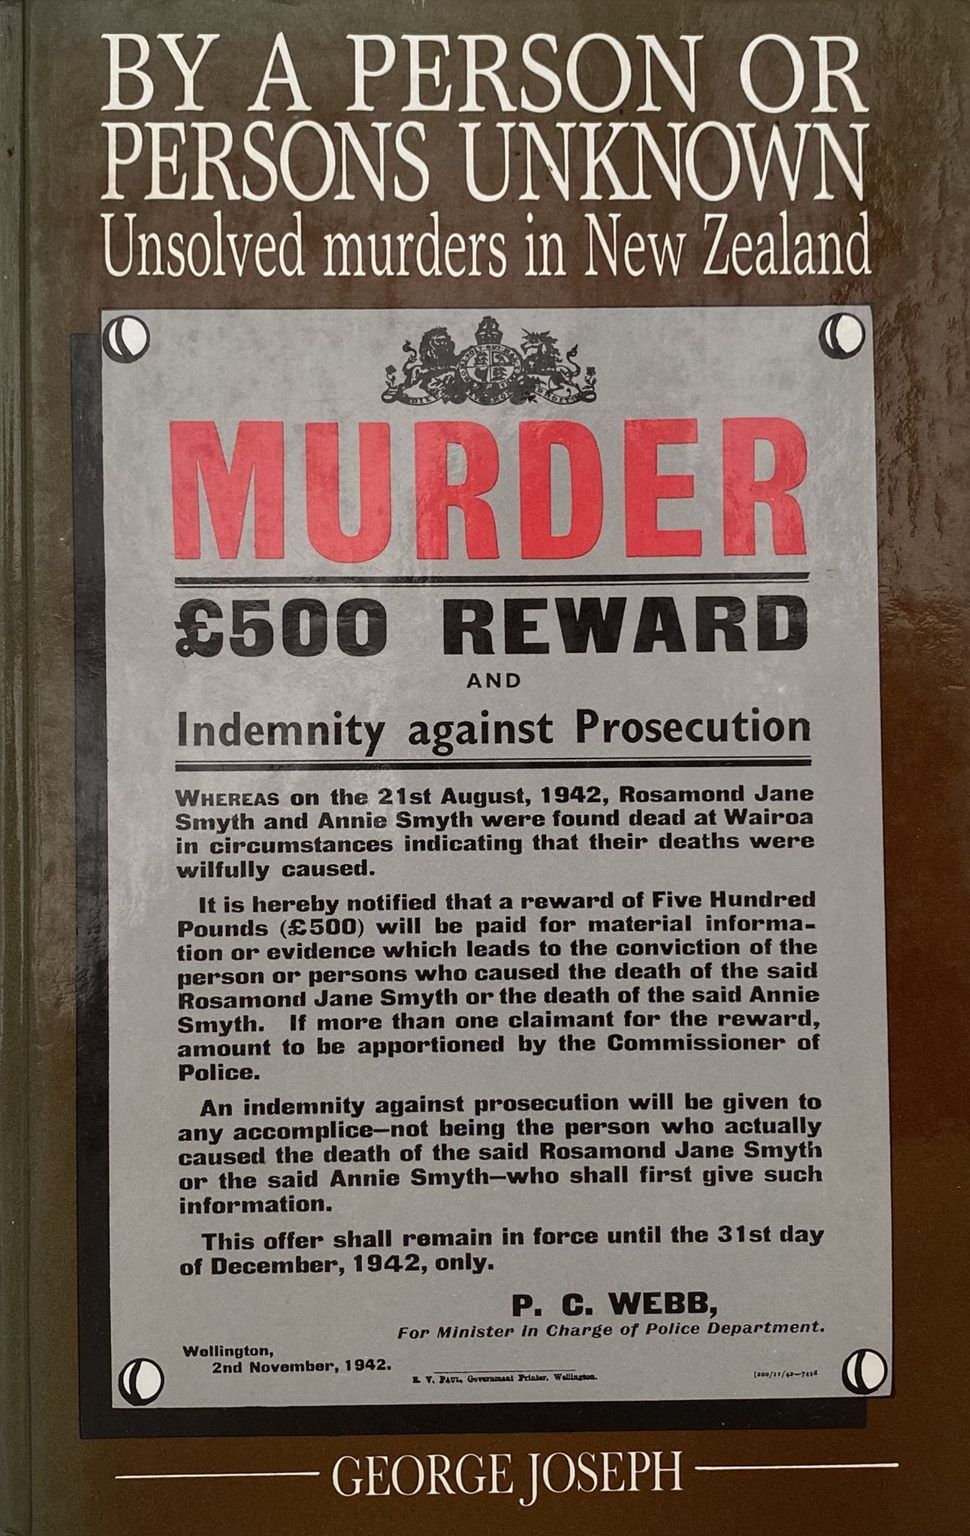 BY A PERSON OR
PERSONS UNKNOWN
Unsolved murders in New Zealand
MURDER
£500 REWARD
AND
Indemnity against Prosecution
WHEREAS on the 21st August, 1942, Rosamond Jane
Smyth and Annie Smyth were found dead at Wairoa
in circumstances indicating that their deaths were
wilfully caused.
It is hereby notified that a reward of Five Hundred
Pounds (£500) will be paid for material informa-
tion or evidence which leads to the conviction of the
person or persons who caused the death of the said
Rosamond Jane Smyth or the death of the said Annie
Smyth. If more than one claimant for the reward,
amount to be apportioned by the Commissioner of
Police.
An indemnity against prosecution will be given to
any accomplice—not being the person who actually
caused the death of the said Rosamond Jane Smyth
or the said Annie Smyth—who shall first give such
information.
This offer shall remain in force until the 31st day
of December, 1942, only.
P. C. WEBB,
For Minister in Charge of Police Department.
Wellington,
2nd November, 1942.
E. V. PAUL, Government Printer, Wellington.
[200/11/42—7498
GEORGE JOSEPH